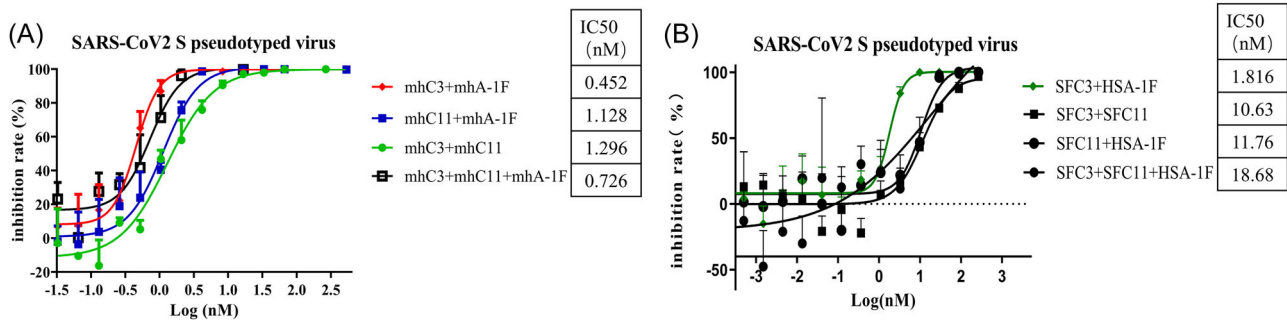 (A)
SARS-CoV2 S pseudotyped virus
inhibition rate (%)
100
80
60
40
20
0
-20
-1.5 -1.0 -0.5 0.0 0.5 1.0 1.5 2.0 2.5
Log (nM)
mhC3+mhA-1F
mhC11+mhA-1F
mhC3+mhC11
mhC3+mhC11+mhA-1F
IC50
(nM)
0.452
1.128
1.296
0.726
(B)
SARS-CoV2 S pseudotyped virus
inhibition rate( %)
100
50
0
-50
-3 -2 -1 0 1 2 3
Log(nM)
SFC3+HSA-1F
SFC3+SFC11
SFC11+HSA-1F
SFC3+SFC11+HSA-1F
IC50
(nM)
1.816
10.63
11.76
18.68